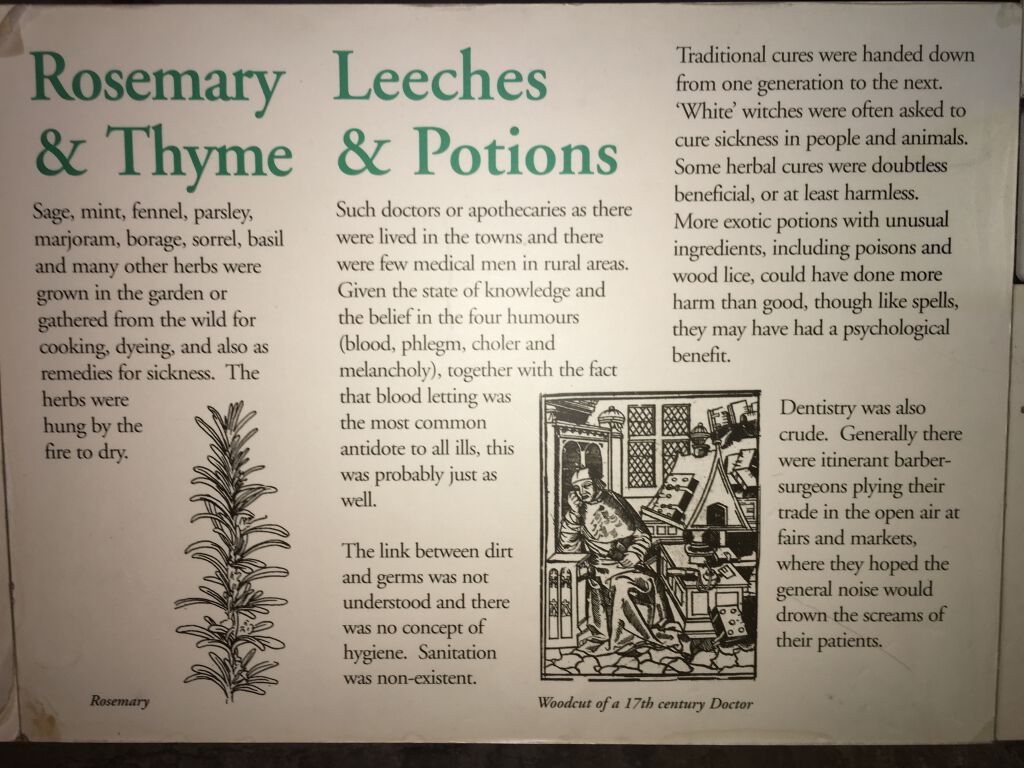 Rosemary
& Thyme
Sage, mint, fennel, parsley,
marjoram, borage, sorrel, basil
and many other herbs were
grown in the garden or
gathered from the wild for
cooking, dyeing, and also as
remedies for sickness.  The
herbs were
hung by the
fire to dry.
Rosemary
Leeches
& Potions
Such doctors or apothecaries as there
were lived in the towns and there
were few medical men in rural areas.
Given the state of knowledge and
the belief in the four humours
(blood, phlegm, choler and
melancholy), together with the fact
that blood letting was
the most common
antidote to all ills, this
was probably just as
well.
The link between dirt
and germs was not
understood and there
was no concept of
hygiene.  Sanitation
was non-existent.
Woodcut of a 17th century Doctor
Traditional cures were handed down
from one generation to the next.
‘White’ witches were often asked to
cure sickness in people and animals.
Some herbal cures were doubtless
beneficial, or at least harmless.
More exotic potions with unusual
ingredients, including poisons and
wood lice, could have done more
harm than good, though like spells,
they may have had a psychological
benefit.
Dentistry was also
crude.  Generally there
were itinerant barber-
surgeons plying their
trade in the open air at
fairs and markets,
where they hoped the
general noise would
drown the screams of
their patients.